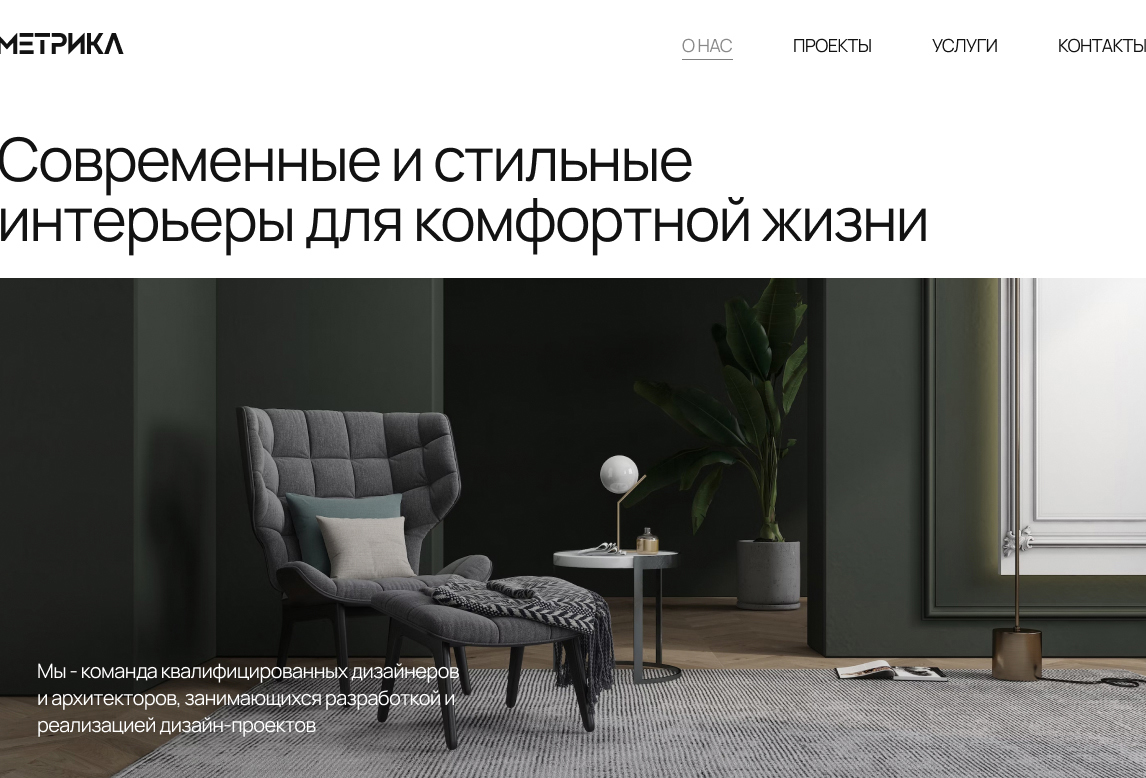 МЕТРИКА
О НАС
ПРОЕКТЫ
УСЛУГИ
КОНТАКТЫ
Современные и стильные
интерьеры для комфортной жизни
Мы - команда квалифицированных дизайнеров
и архитекторов, занимающихся разработкой и
реализацией дизайн-проектов